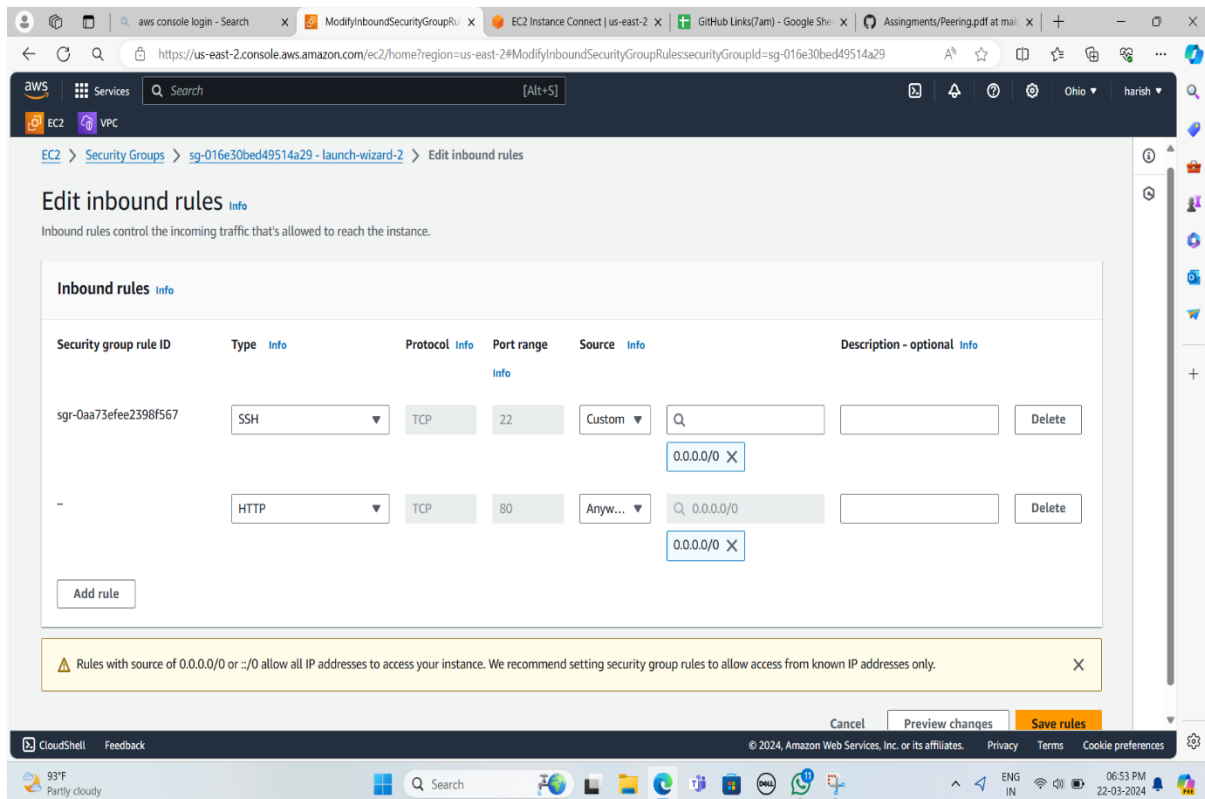 aws console login - Search
ModifyInboundSecurityGroupRu
EC2 Instance Connect | us-east-2
GitHub Links(7am) - Google She
Assingments/Peering.pdf at mai
https://us-east-2.console.aws.amazon.com/ec2/home?region=us-east-2#ModifyInboundSecurityGroupRules:securityGroupId=sg-016e30bed49514a29
aws Services Search [Alt+S] Ohio harish
EC2 VPC
EC2 > Security Groups > sg-016e30bed49514a29 - launch-wizard-2 > Edit inbound rules
Edit inbound rules Info
Inbound rules control the incoming traffic that's allowed to reach the instance.
Inbound rules Info
Security group rule ID Type Info Protocol Info Port range Source Info Description - optional Info
Info
sgr-0aa73efee2398f567 SSH TCP 22 Custom Delete
0.0.0.0/0
– HTTP TCP 80 Anyw... 0.0.0.0/0 Delete
0.0.0.0/0
Add rule
Rules with source of 0.0.0.0/0 or ::/0 allow all IP addresses to access your instance. We recommend setting security group rules to allow access from known IP addresses only.
Cancel Preview changes Save rules
CloudShell Feedback © 2024, Amazon Web Services, Inc. or its affiliates. Privacy Terms Cookie preferences
93°F
Partly cloudy
Search
DELL
11
ENG
IN
06:53 PM
22-03-2024
PRE